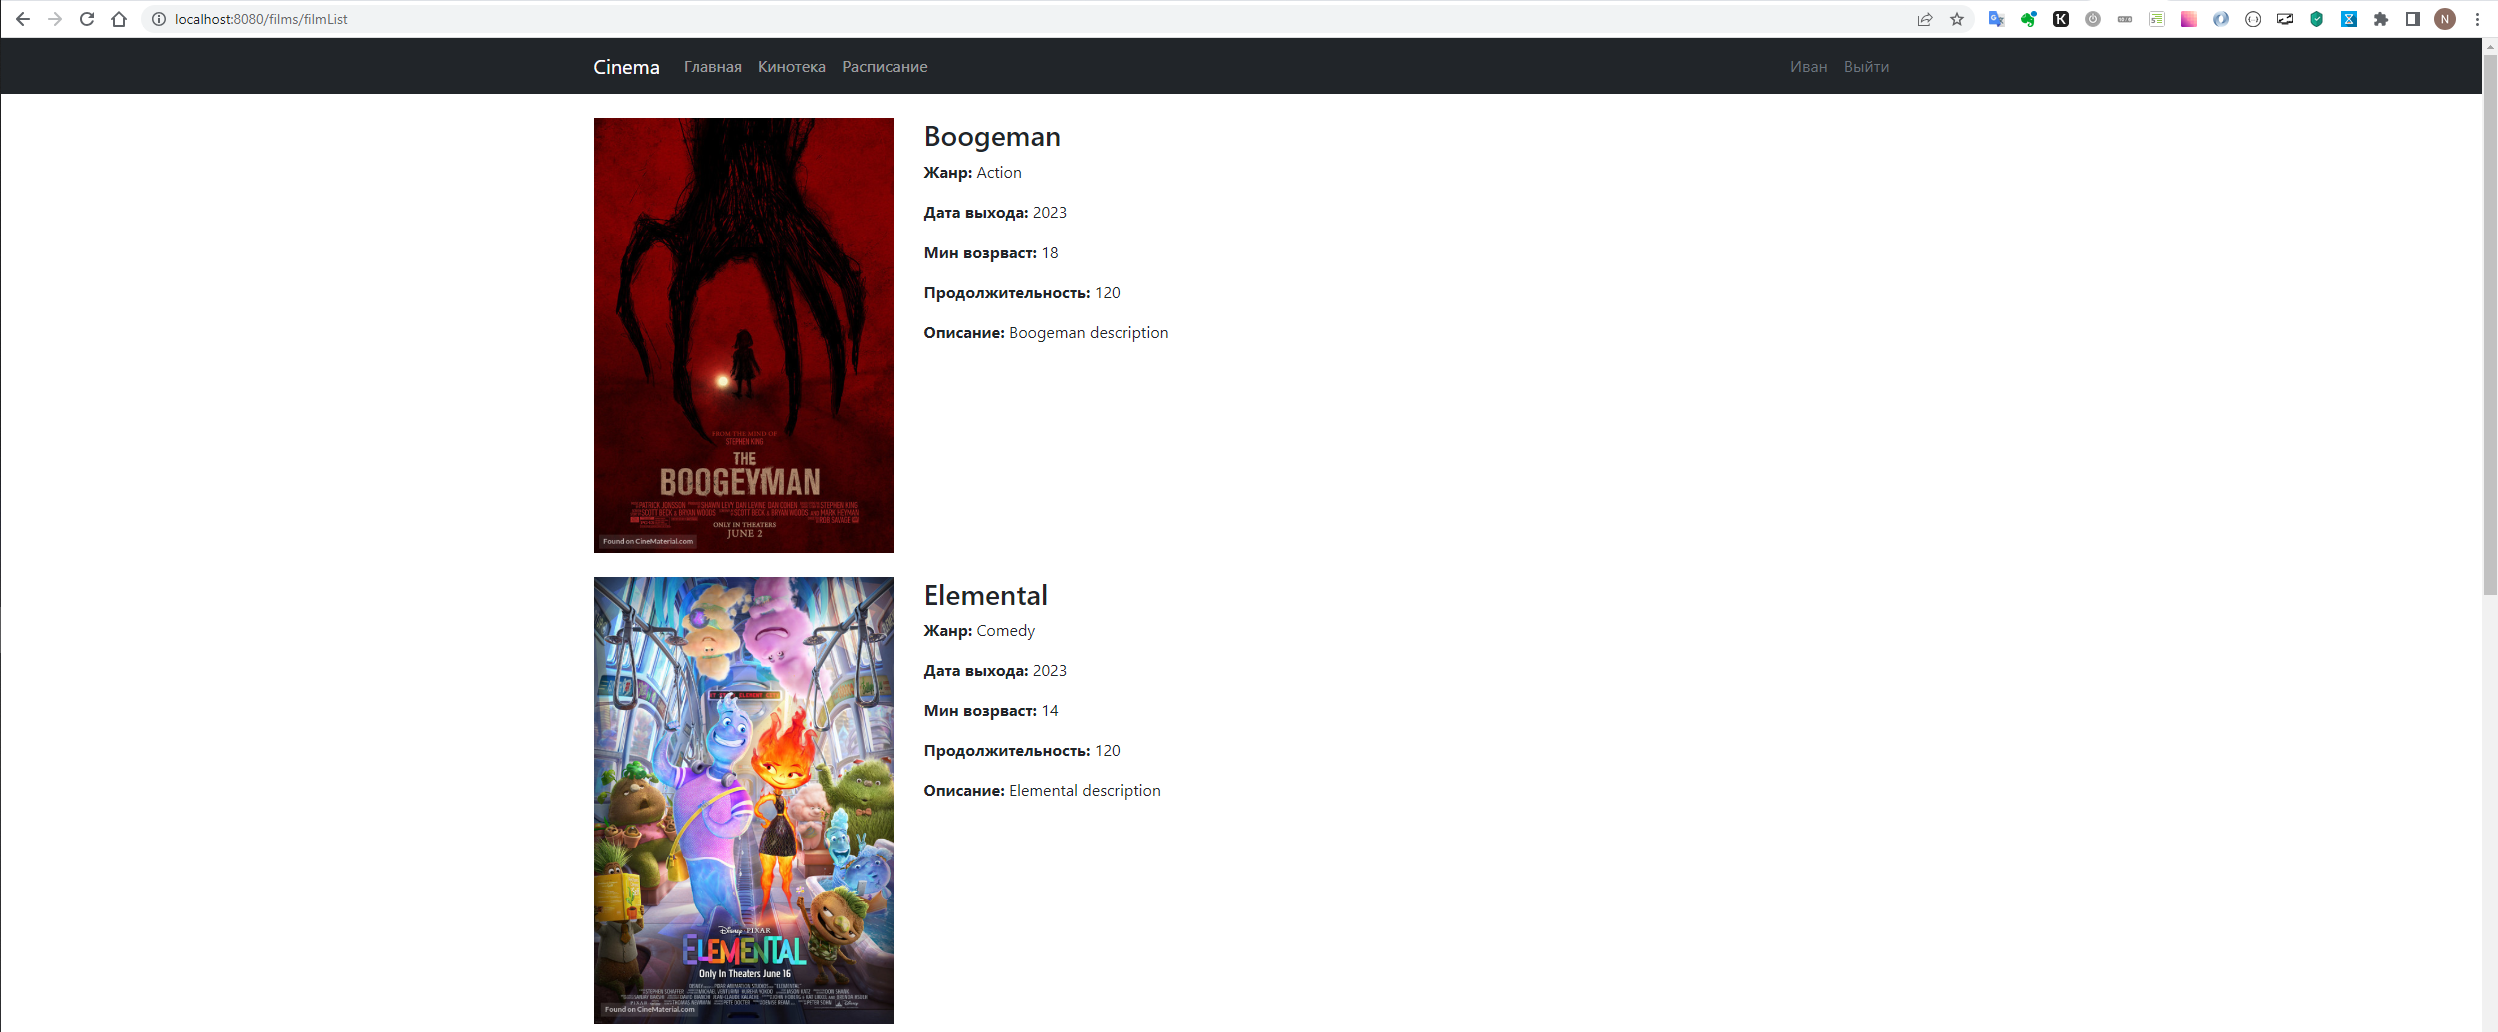 localhost:8080/films/filmList
N
Cinema Главная Кинотека Расписание Иван Выйти
Boogeman
Жанр: Action
Дата выхода: 2023
Мин возрваст: 18
Продолжительность: 120
Описание: Boogeman description
FROM THE MIND OF
STEPHEN KING
THE
BOOGEYMAN
ONLY IN THEATERS
JUNE 2
Found on CineMaterial.com
Elemental
Жанр: Comedy
Дата выхода: 2023
Мин возрваст: 14
Продолжительность: 120
Описание: Elemental description
Disney PIXAR
ELEMENTAL
Only In Theaters June 16
Found on CineMaterial.com